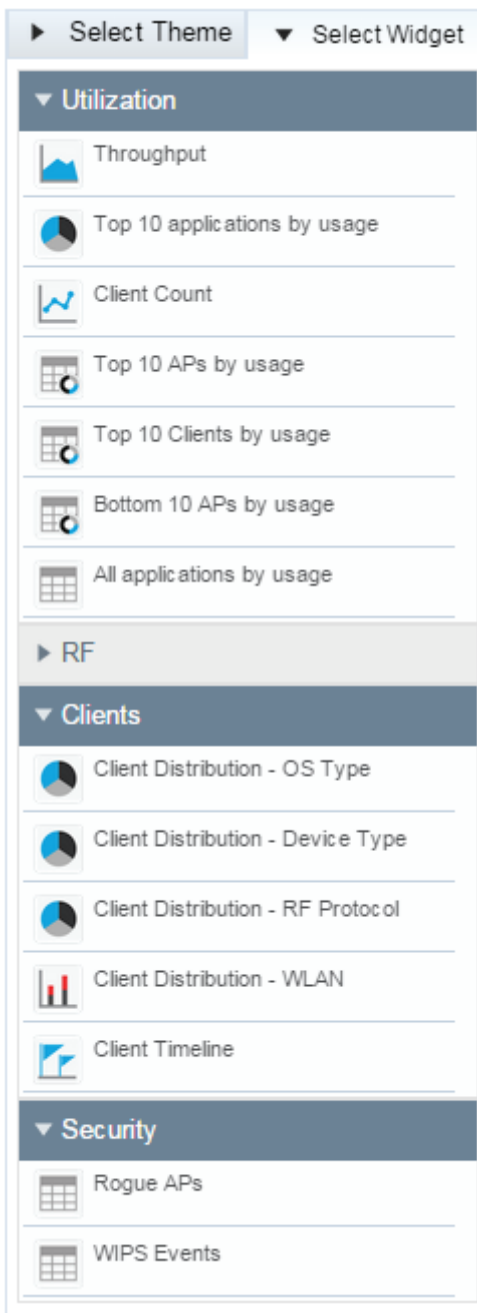 Select Theme Select Widget
Utilization
Throughput
Top 10 applications by usage
Client Count
Top 10 APs by usage
Top 10 Clients by usage
Bottom 10 APs by usage
All applications by usage
RF
Clients
Client Distribution - OS Type
Client Distribution - Device Type
Client Distribution - RF Protocol
Client Distribution - WLAN
Client Timeline
Security
Rogue APs
WIPS Events